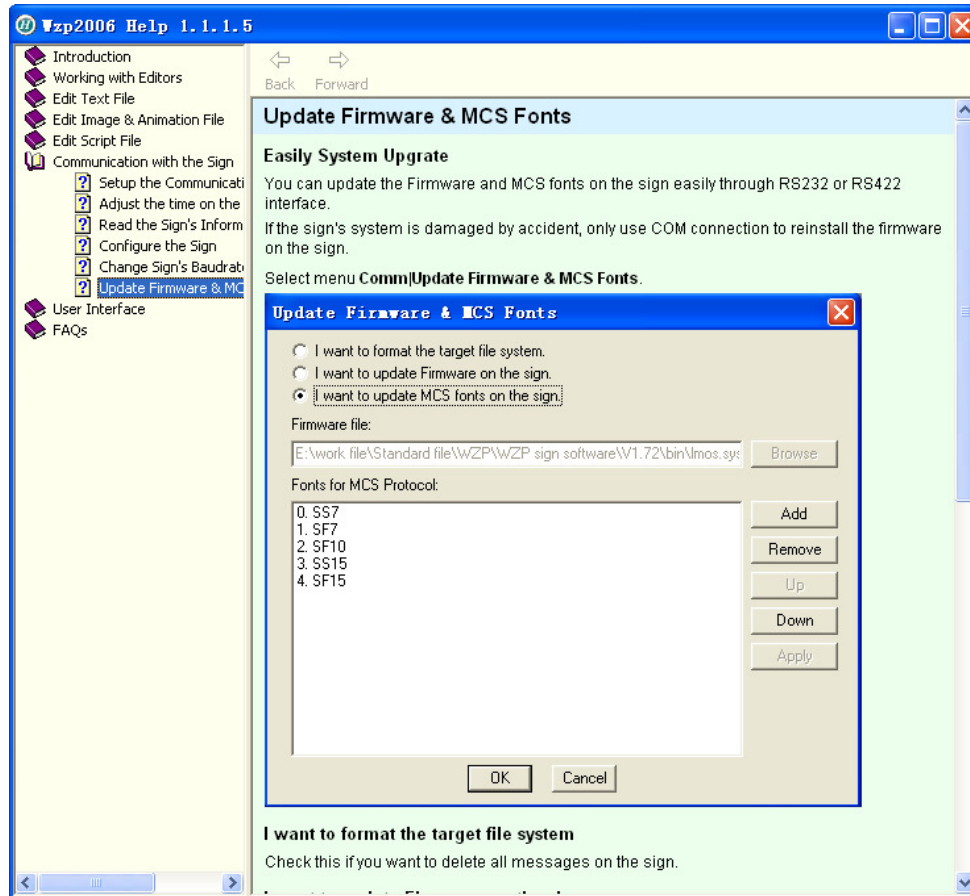 Wzp2006 Help 1.1.1.5
Introduction
Working with Editors
Edit Text File
Edit Image & Animation File
Edit Script File
Communication with the Sign
Setup the Communicati
Adjust the time on the
Read the Sign's Inform
Configure the Sign
Change Sign's Baudrat
Update Firmware & MC
User Interface
FAQs
Back Forward
Update Firmware & MCS Fonts
Easily System Upgrate
You can update the Firmware and MCS fonts on the sign easily through RS232 or RS422
interface.
If the sign's system is damaged by accident, only use COM connection to reinstall the firmware
on the sign.
Select menu Comm|Update Firmware & MCS Fonts.
Update Firmware & MCS Fonts
I want to format the target file system.
I want to update Firmware on the sign.
I want to update MCS fonts on the sign.
Firmware file:
E:\work file\Standard file\WZP\WZP sign software\V1.72\bin\lmos.sys
Browse
Fonts for MCS Protocol:
0. SS7
1. SF7
2. SF10
3. SS15
4. SF15
Add
Remove
Up
Down
Apply
OK Cancel
I want to format the target file system
Check this if you want to delete all messages on the sign.